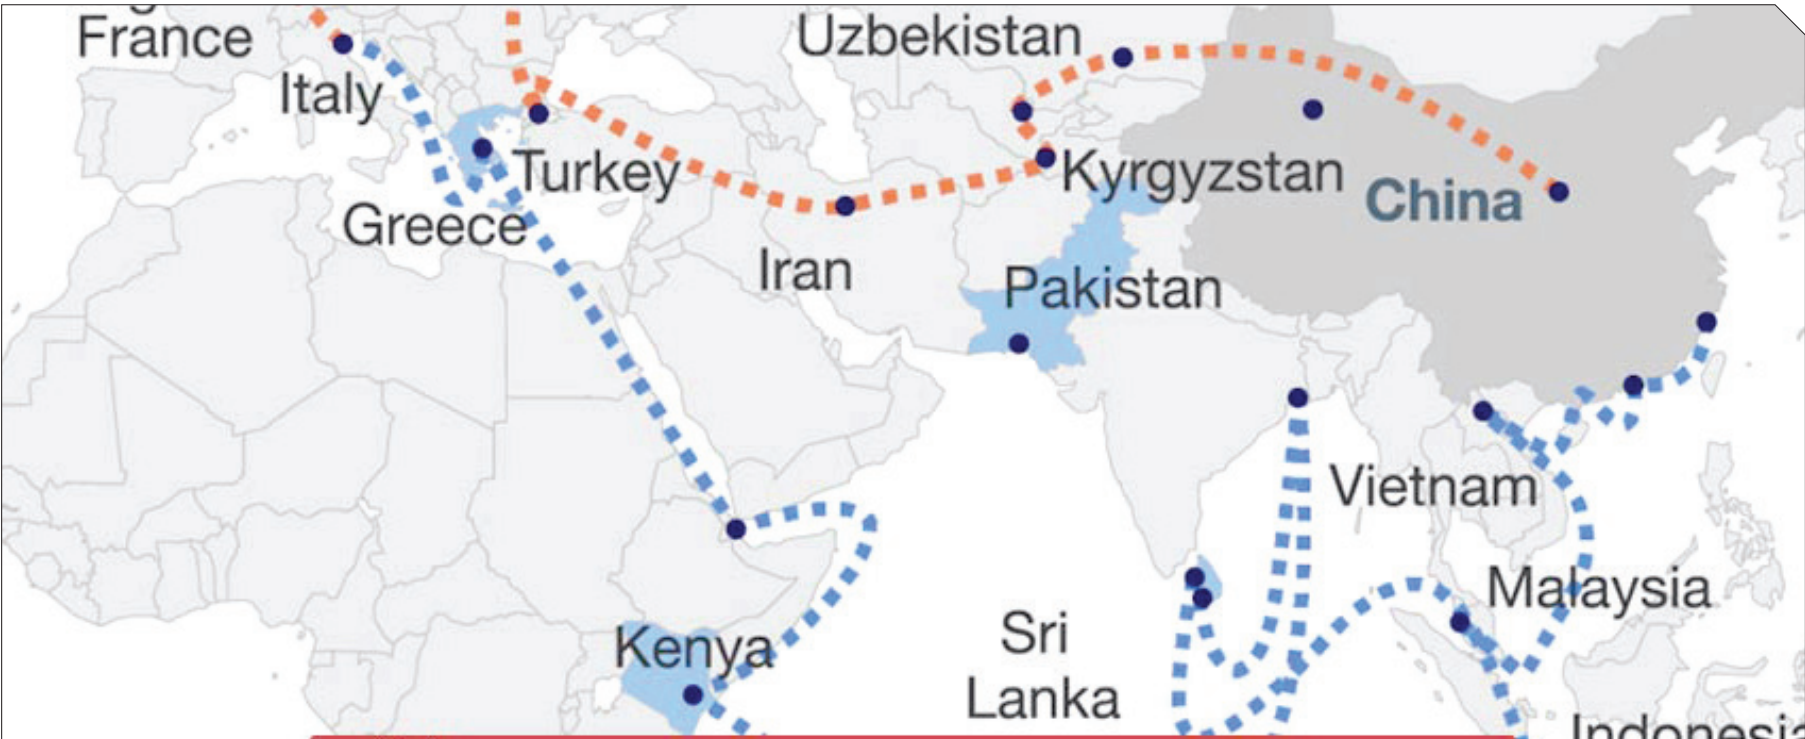 France
Uzbekistan
Italy
Turkey
Kyrgyzstan
China
Greece
Iran
Pakistan
Vietnam
Malaysia
Sri
Lanka
Kenya